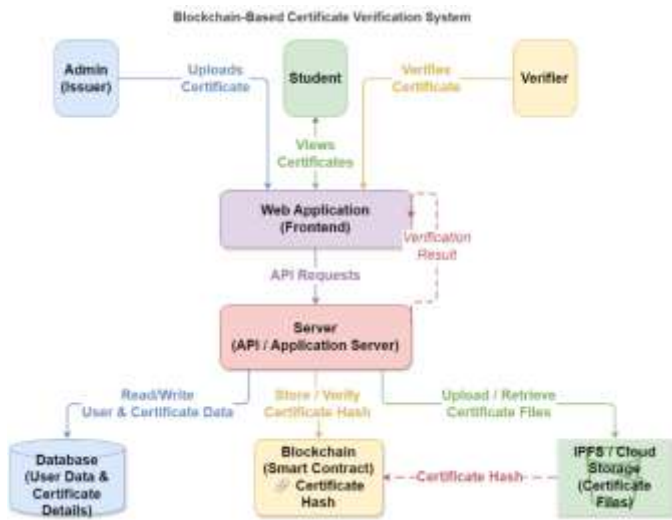 Blockchain-Based Certificate Verification System
Admin
(Issuer)
Uploads
Certificate
Student
Verifies
Certificate
Verifier
Views
Certificates
Web Application
(Frontend)
Verification
Result
API Requests
Server
(API / Application Server)
Read/Write
User & Certificate Data
Store / Verify
Certificate Hash
Upload / Retrieve
Certificate Files
Database
(User Data &
Certificate
Details)
Blockchain
(Smart Contract)
🔗 Certificate
Hash
Certificate Hash
IPFS / Cloud
Storage
(Certificate
Files)